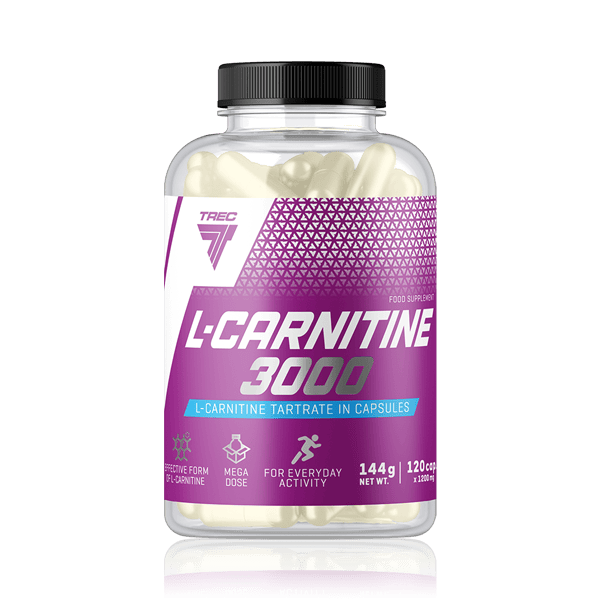 TREC
FOOD SUPPLEMENT
L-CARNITINE
3000
L-CARNITINE TARTRATE IN CAPSULES
EFFECTIVE FORM
OF L-CARNITINE
MEGA
DOSE
FOR EVERYDAY
ACTIVITY
144g
NET WT.
120 cap
x 1200 mg